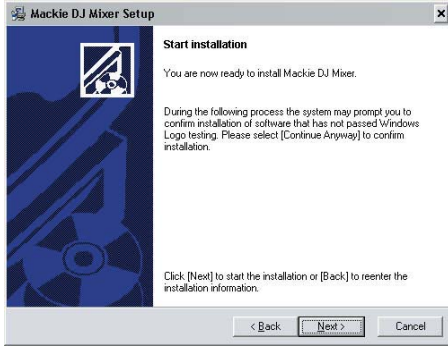 Mackie DJ Mixer Setup
Start installation
You are now ready to install Mackie DJ Mixer.
During the following process the system may prompt you to
confirm installation of software that has not passed Windows
Logo testing. Please select [Continue Anyway] to confirm
installation.
Click [Next] to start the installation or [Back] to reenter the
installation information.
< Back Next > Cancel